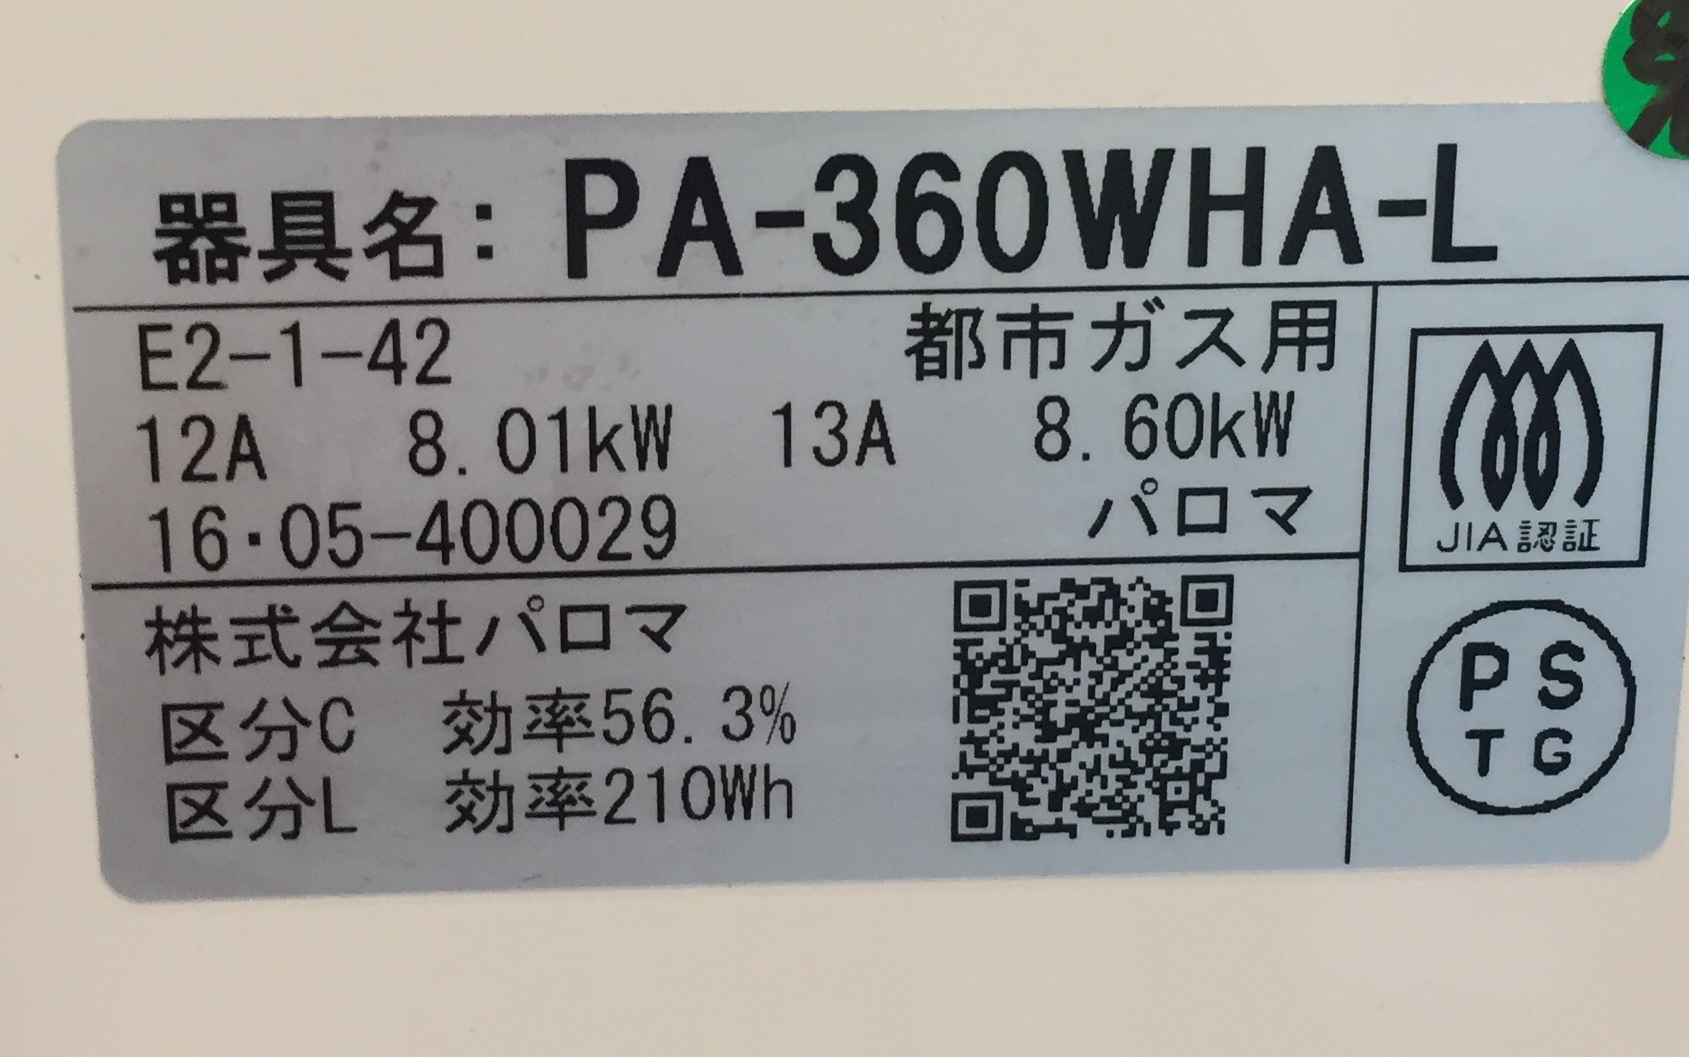 器具名: PA-360WHA-L
E2-1-42 都市ガス用
12A 8.01kW 13A 8.60kW
16・05-400029 パロマ
JIA認証
株式会社パロマ
区分C 効率56.3%
区分L 効率210Wh
PS
TG